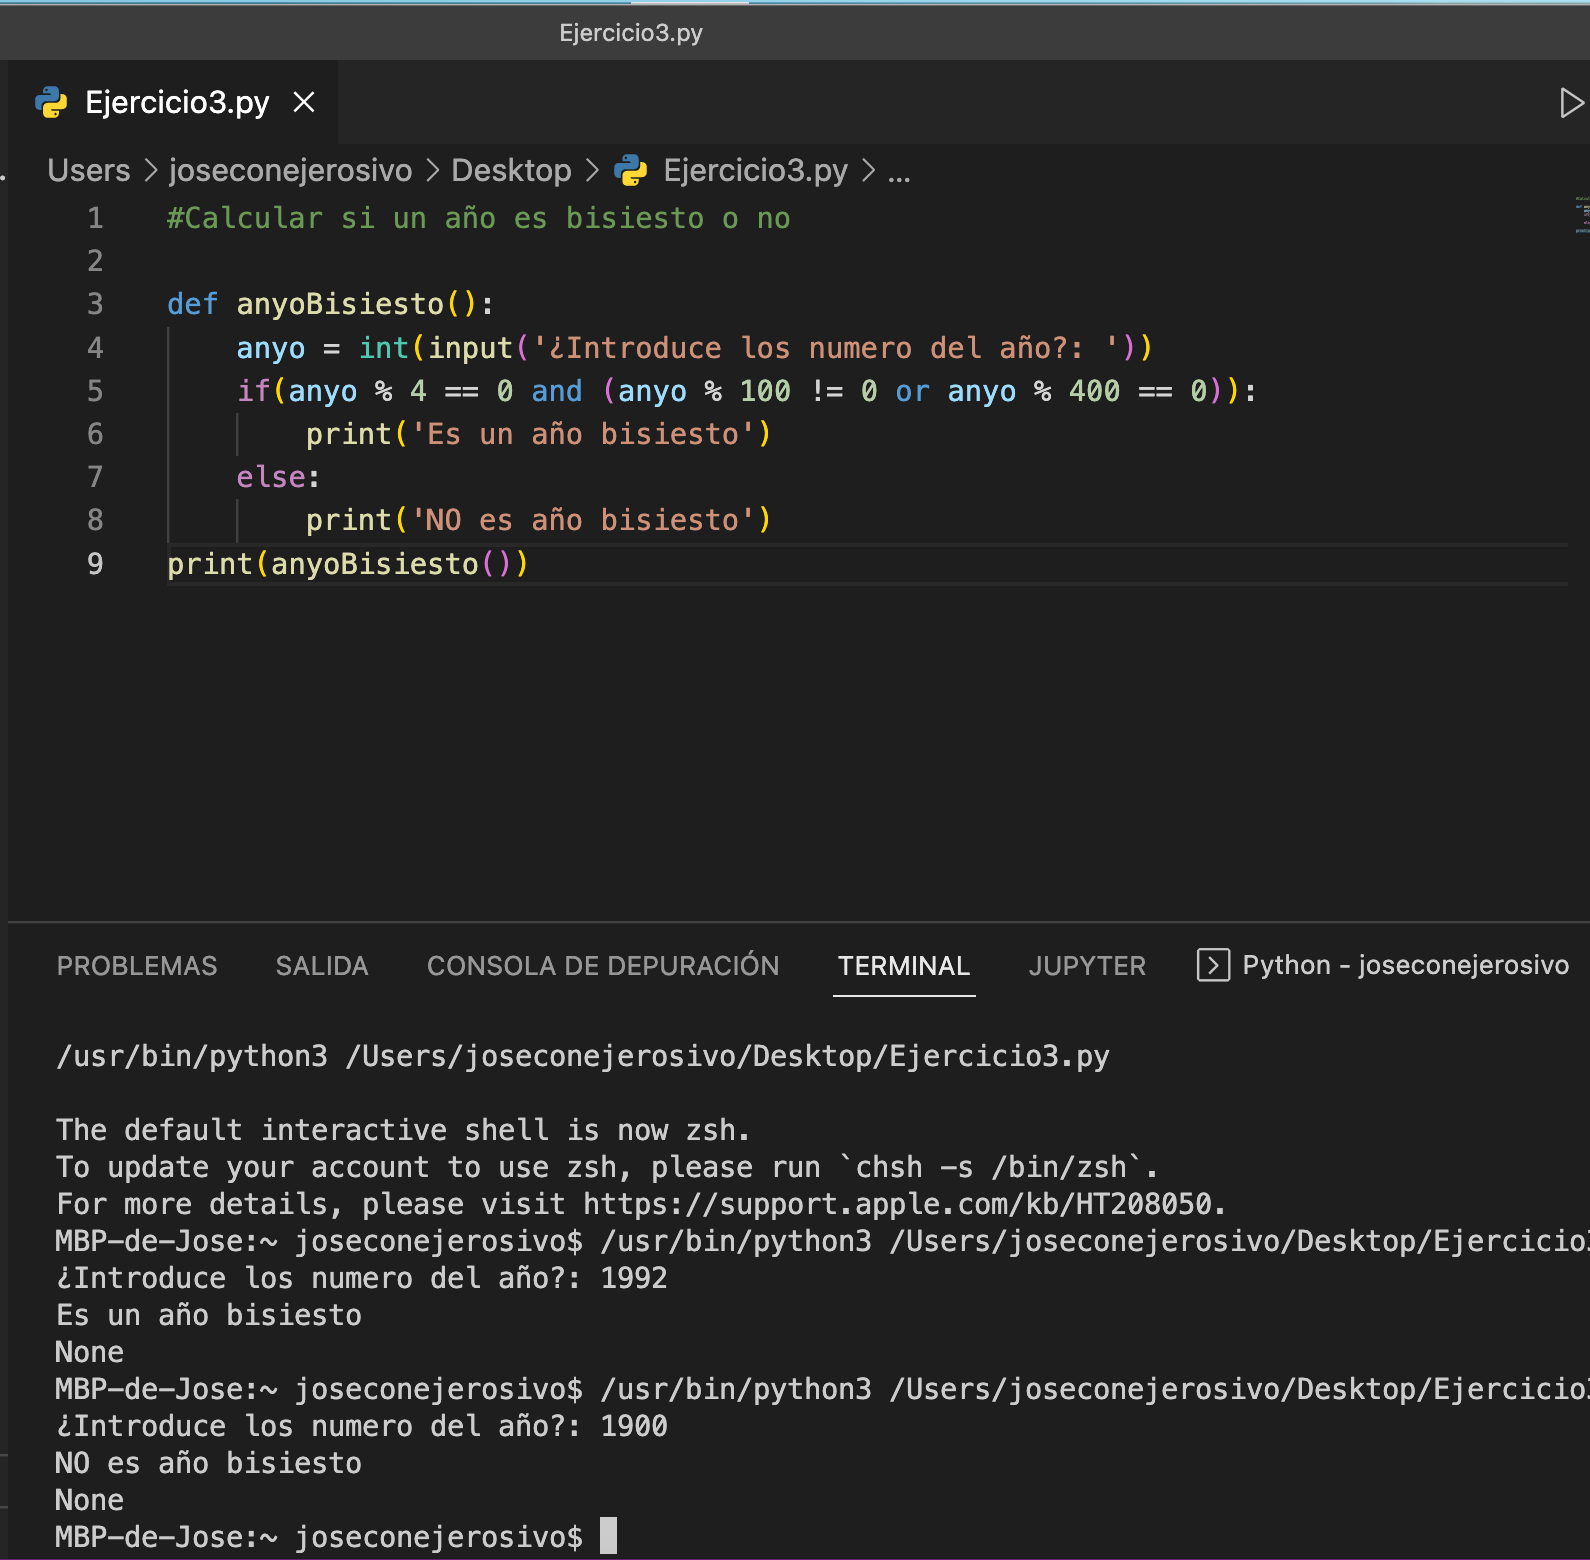 Ejercicio3.py
Ejercicio3.py
Users > joseconejerosivo > Desktop > Ejercicio3.py > ...
1 #Calcular si un año es bisiesto o no
2
3 def anyoBisiesto():
4     anyo = int(input('¿Introduce los numero del año?: '))
5     if(anyo % 4 == 0 and (anyo % 100 != 0 or anyo % 400 == 0)):
6         print('Es un año bisiesto')
7     else:
8         print('NO es año bisiesto')
9 print(anyoBisiesto())
PROBLEMAS SALIDA CONSOLA DE DEPURACIÓN TERMINAL JUPYTER Python - joseconejerosivo
/usr/bin/python3 /Users/joseconejerosivo/Desktop/Ejercicio3.py
The default interactive shell is now zsh.
To update your account to use zsh, please run `chsh -s /bin/zsh`.
For more details, please visit https://support.apple.com/kb/HT208050.
MBP-de-Jose:~ joseconejerosivo$ /usr/bin/python3 /Users/joseconejerosivo/Desktop/Ejercicio3
¿Introduce los numero del año?: 1992
Es un año bisiesto
None
MBP-de-Jose:~ joseconejerosivo$ /usr/bin/python3 /Users/joseconejerosivo/Desktop/Ejercicio3
¿Introduce los numero del año?: 1900
NO es año bisiesto
None
MBP-de-Jose:~ joseconejerosivo$